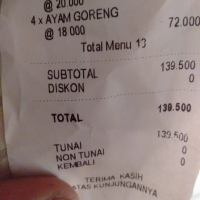 @ 20.000
4 x AYAM GORENG 72.000
@ 18 000
Total Menu 13
SUBTOTAL 139.500
DISKON 0
TOTAL 139.500
TUNAI 139.500
NON TUNAI 0
KEMBALI 0
TERIMA KASIH
ATAS KUNJUNGANNYA